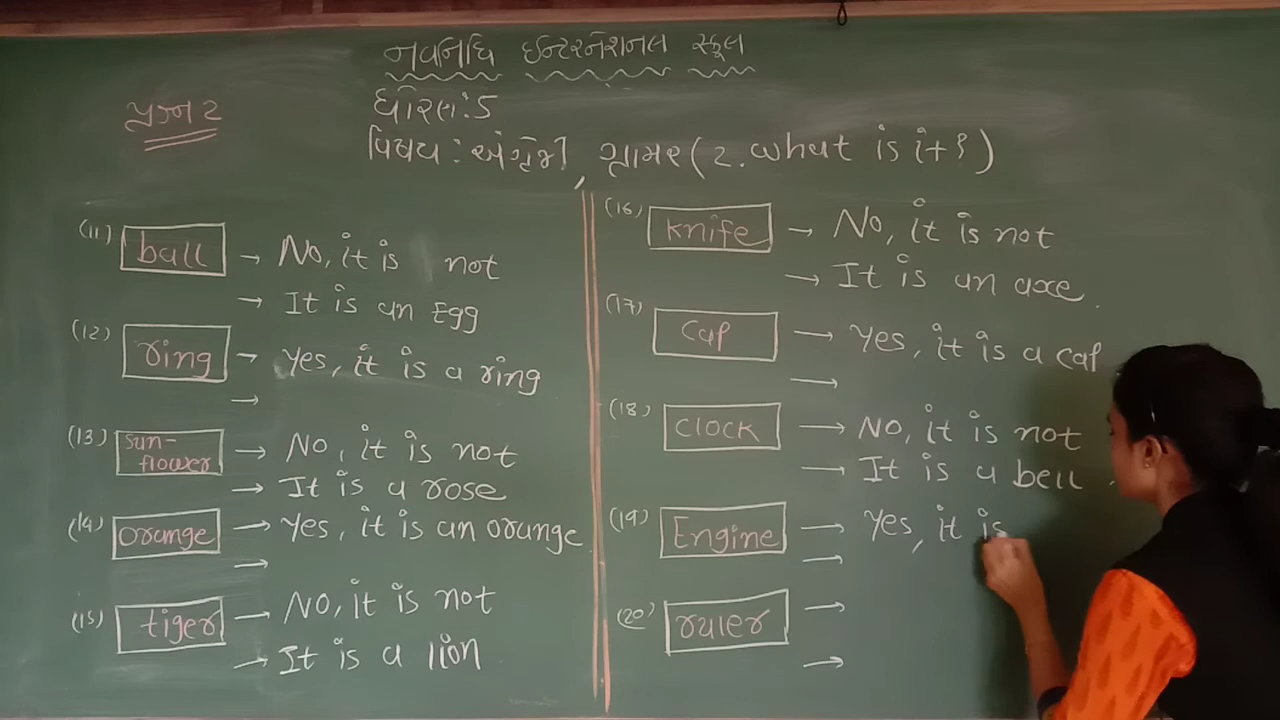 નવનિધિ ઇન્ટરનેશનલ સ્કૂલ
ધોરણ:5
પ્રશ્ન 2
વિષય : અંગ્રેજી, ગ્રામર (2. what is it?)
(11) ball → No, it is not
→ It is an Egg
(12) ring → Yes, it is a ring
→
(13) sun-
flower → No, it is not
→ It is a rose
(14) orange → Yes, it is an orange.
→
(15) tiger → NO, it is not
→ It is a lion
(16) knife → No, it is not
→ It is an axe.
(17) cap → Yes, it is a cap
→
(18) CLOCK → NO, it is not
→ It is a bell.
(19) Engine → Yes, it is
→
(20) ruler →
→